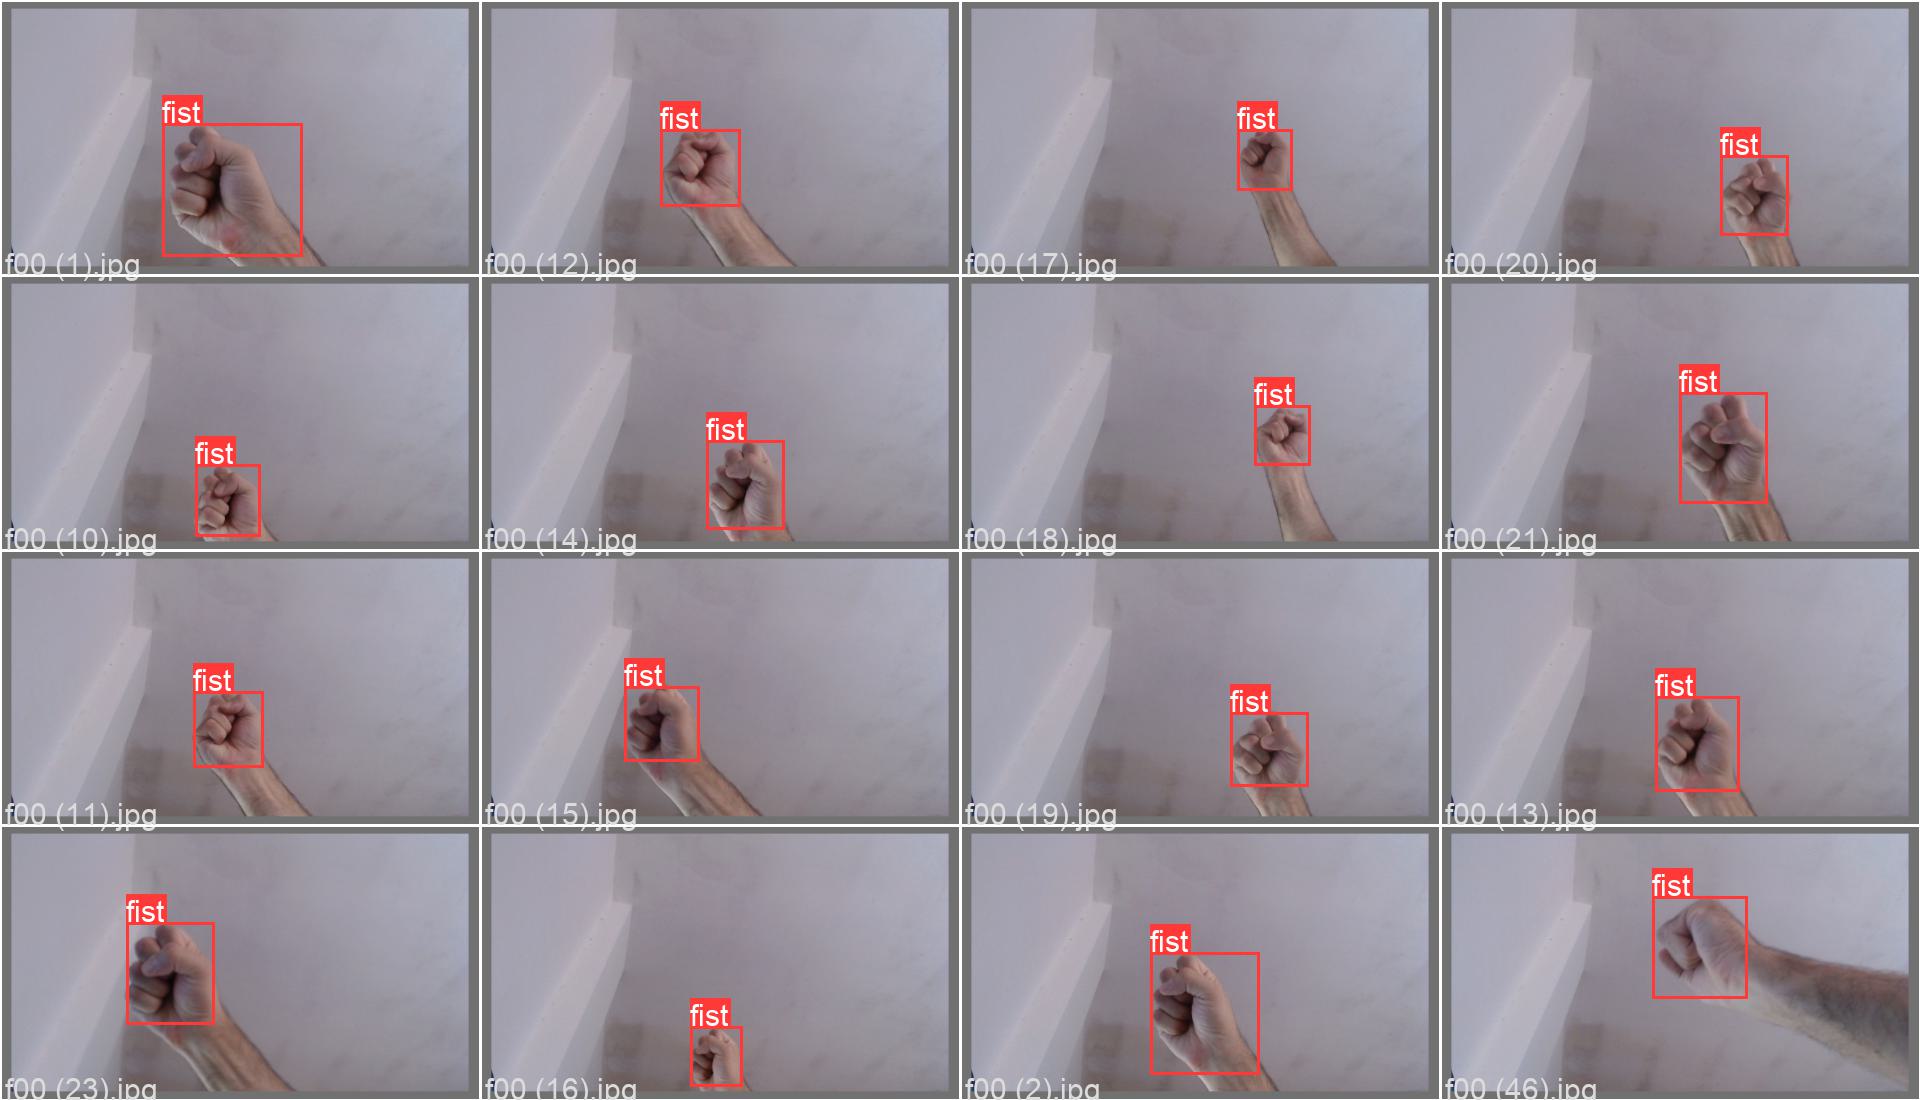 fist
f00 (1).jpg
fist
f00 (12).jpg
fist
f00 (17).jpg
fist
f00 (20).jpg
fist
f00 (10).jpg
fist
f00 (14).jpg
fist
f00 (18).jpg
fist
f00 (21).jpg
fist
f00 (11).jpg
fist
f00 (15).jpg
fist
f00 (19).jpg
fist
f00 (13).jpg
fist
f00 (23).jpg
fist
f00 (16).jpg
fist
f00 (2).jpg
fist
f00 (46).jpg